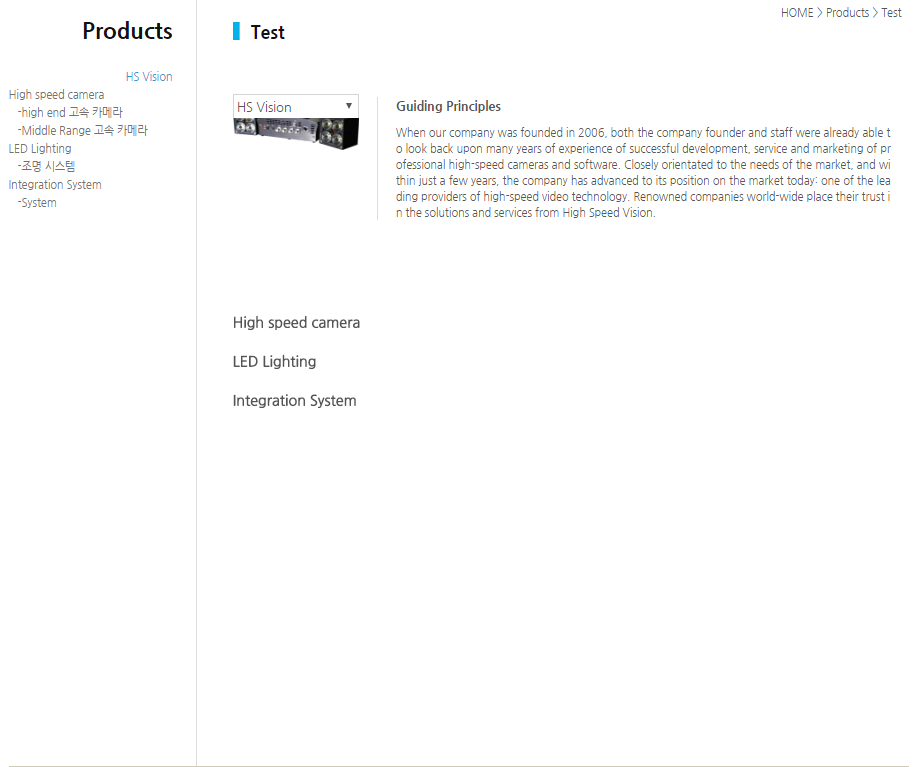 HOME > Products > Test
Products
HS Vision
High speed camera
-high end 고속 카메라
-Middle Range 고속 카메라
LED Lighting
-조명 시스템
Integration System
-System
Test
HS Vision
Guiding Principles
When our company was founded in 2006, both the company founder and staff were already able t
o look back upon many years of experience of successful development, service and marketing of pr
ofessional high-speed cameras and software. Closely orientated to the needs of the market, and wi
thin just a few years, the company has advanced to its position on the market today: one of the lea
ding providers of high-speed video technology. Renowned companies world-wide place their trust i
n the solutions and services from High Speed Vision.
High speed camera
LED Lighting
Integration System